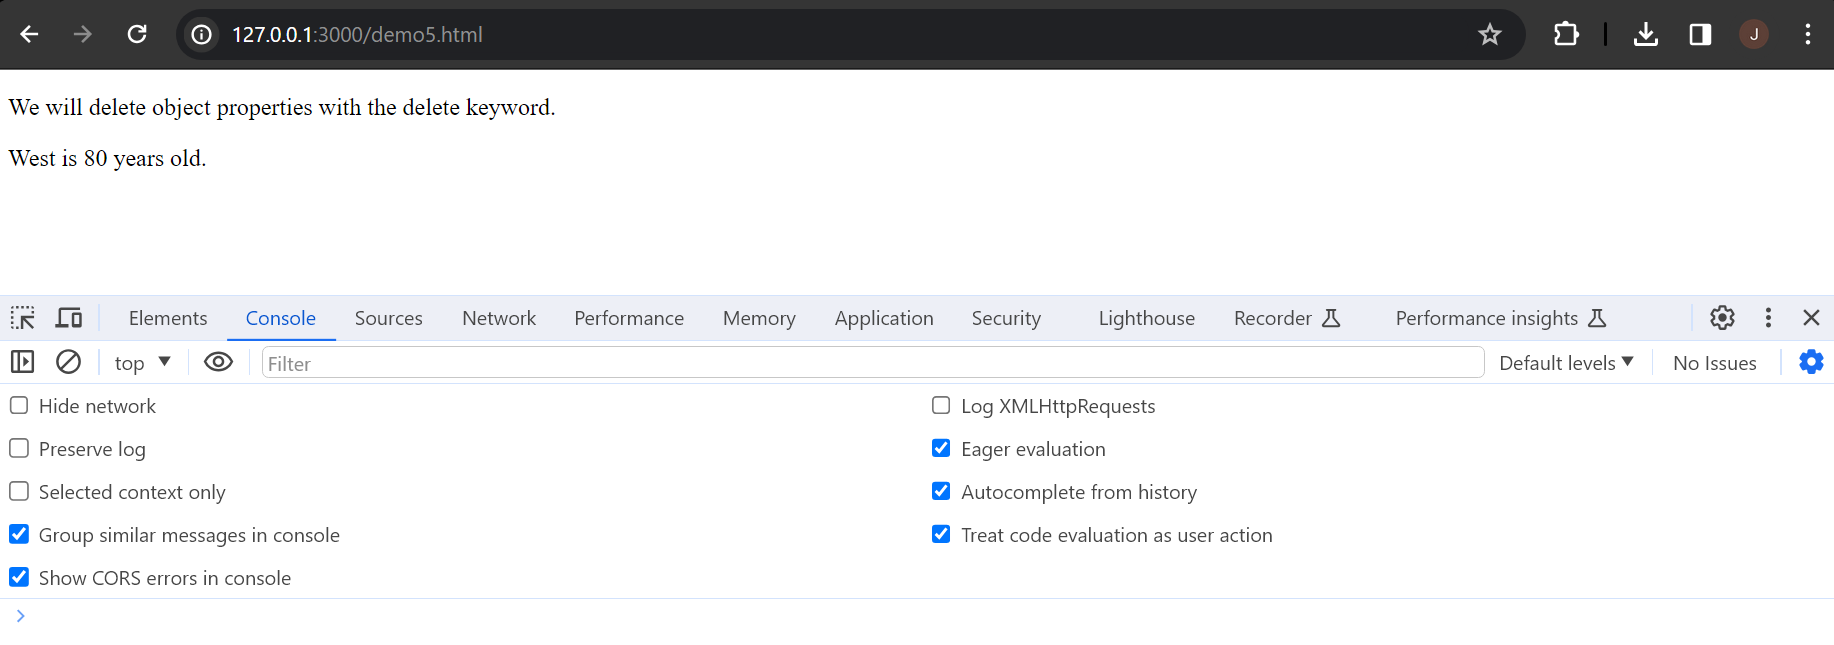 127.0.0.1:3000/demo5.html
J
We will delete object properties with the delete keyword.
West is 80 years old.
Elements Console Sources Network Performance Memory Application Security Lighthouse Recorder Performance insights
top Filter Default levels No Issues
Hide network Log XMLHttpRequests
Preserve log Eager evaluation
Selected context only Autocomplete from history
Group similar messages in console Treat code evaluation as user action
Show CORS errors in console